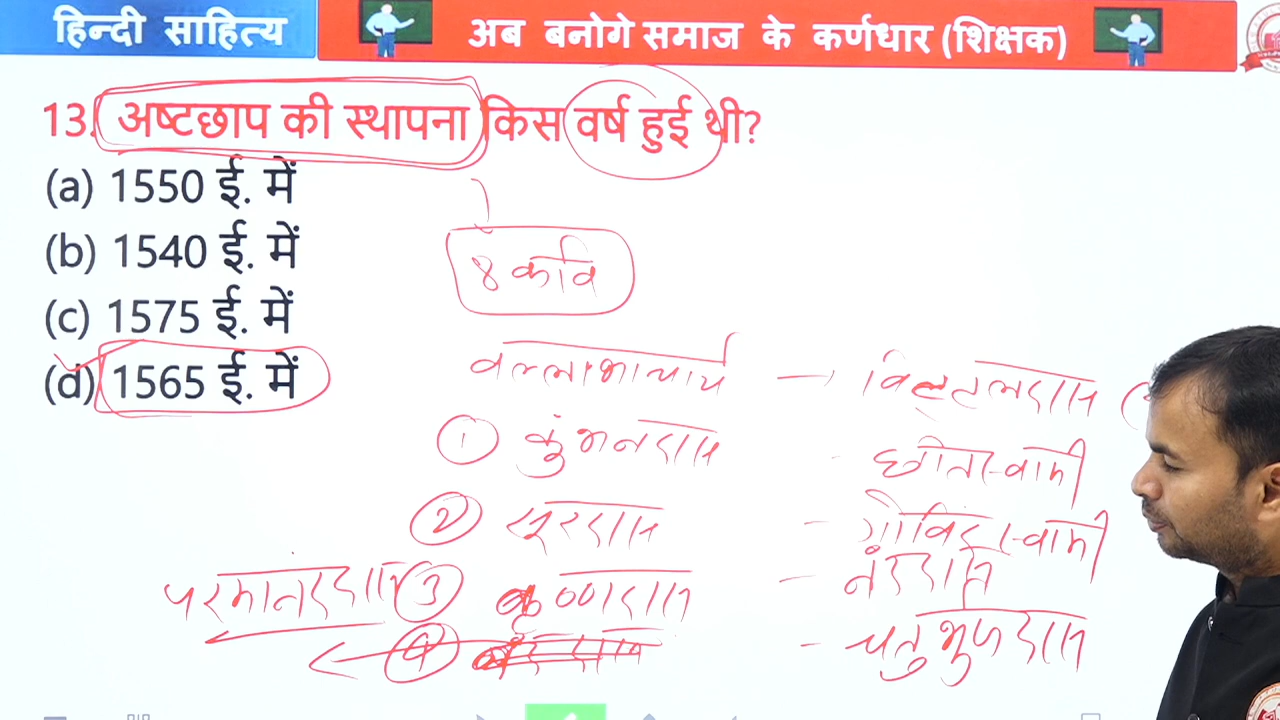 हिन्दी साहित्य
अब बनोगे समाज के कर्णधार (शिक्षक)
13. अष्टछाप की स्थापना किस वर्ष हुई थी?
(a) 1550 ई. में
(b) 1540 ई. में
(c) 1575 ई. में
(d) 1565 ई. में
8 कवि
वल्लभाचार्य → विट्ठलदास (
① कुंभनदास - छीतस्वामी
② सूरदास - गोविंदस्वामी
③ कृष्णदास - नंददास
परमानन्ददास ④ - चतुर्भुजदास